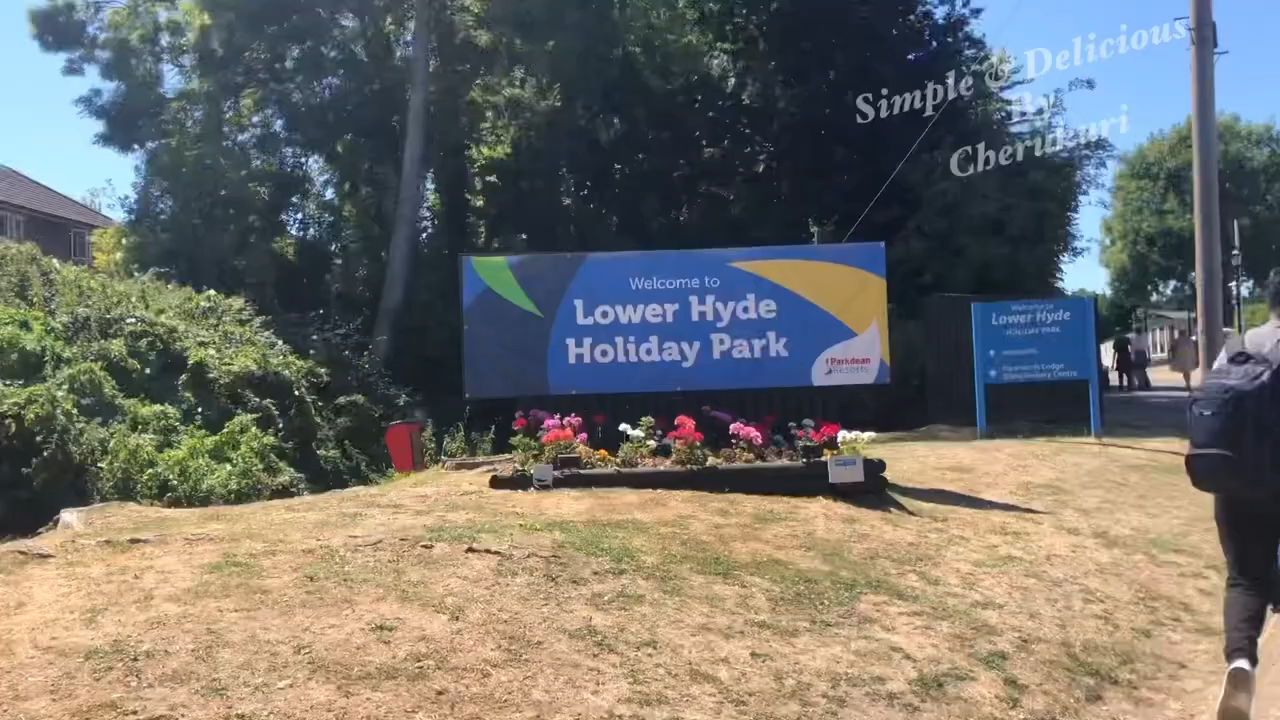 Simple & Delicious
By
Cherukuri
Welcome to
Lower Hyde
Holiday Park
Parkdean
Resorts
Welcome to
Lower Hyde
HOLIDAY PARK